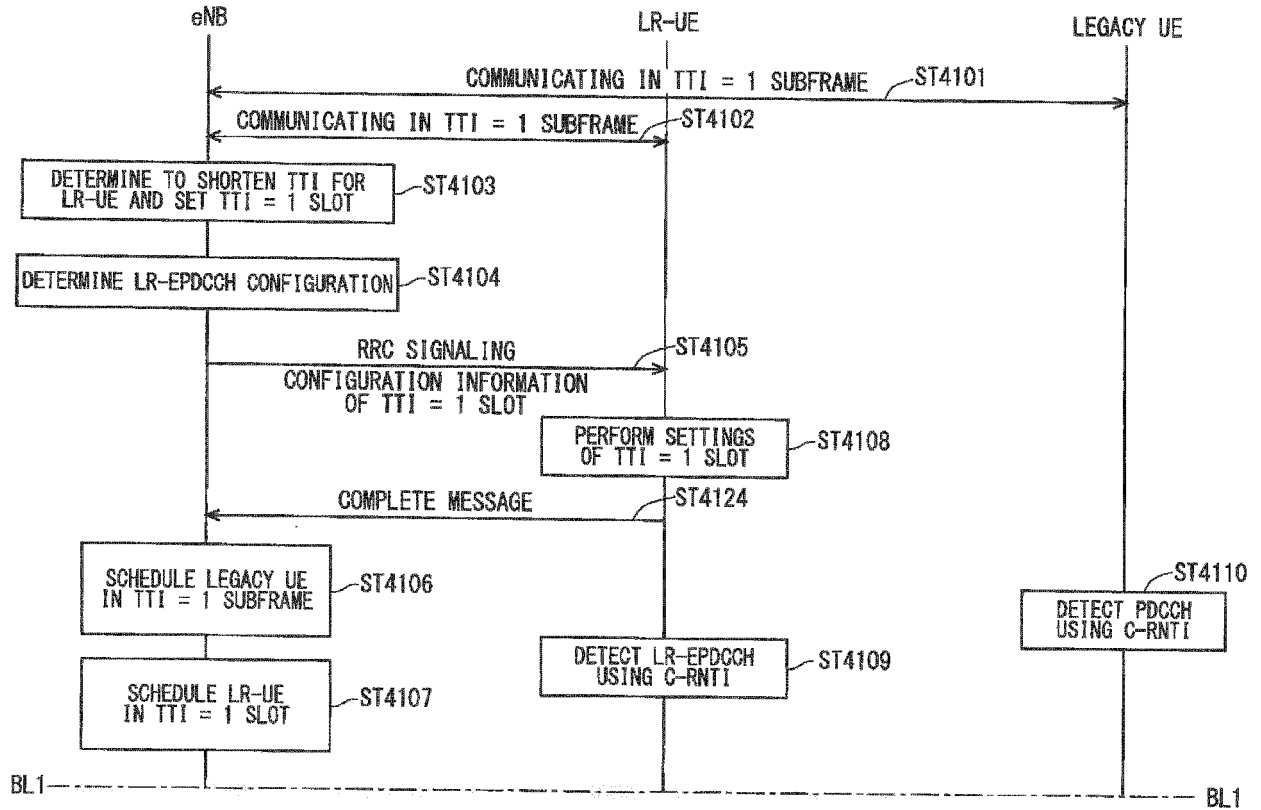 eNB
LR-UE
LEGACY UE
COMMUNICATING IN TTI = 1 SUBFRAME
ST4101
COMMUNICATING IN TTI = 1 SUBFRAME
ST4102
DETERMINE TO SHORTEN TTI FOR
LR-UE AND SET TTI = 1 SLOT
ST4103
DETERMINE LR-EPDCCH CONFIGURATION
ST4104
RRC SIGNALING
ST4105
CONFIGURATION INFORMATION
OF TTI = 1 SLOT
PERFORM SETTINGS
OF TTI = 1 SLOT
ST4108
COMPLETE MESSAGE
ST4124
SCHEDULE LEGACY UE
IN TTI = 1 SUBFRAME
ST4106
ST4110
DETECT PDCCH
USING C-RNTI
DETECT LR-EPDCCH
USING C-RNTI
ST4109
SCHEDULE LR-UE
IN TTI = 1 SLOT
ST4107
BL1
BL1